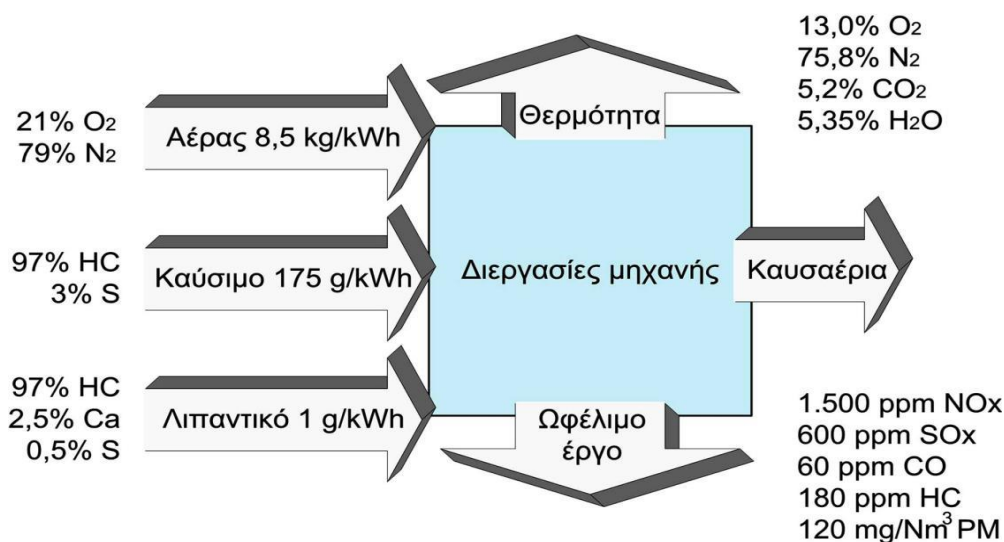 21% O₂
79% N₂
Αέρας 8,5 kg/kWh
97% HC
3% S
Καύσιμο 175 g/kWh
97% HC
2,5% Ca
0,5% S
Λιπαντικό 1 g/kWh
Θερμότητα
Διεργασίες μηχανής
Ωφέλιμο
έργο
Καυσαέρια
13,0% O₂
75,8% N₂
5,2% CO₂
5,35% H₂O
1.500 ppm NOx
600 ppm SOx
60 ppm CO
180 ppm HC
120 mg/Nm³ PM